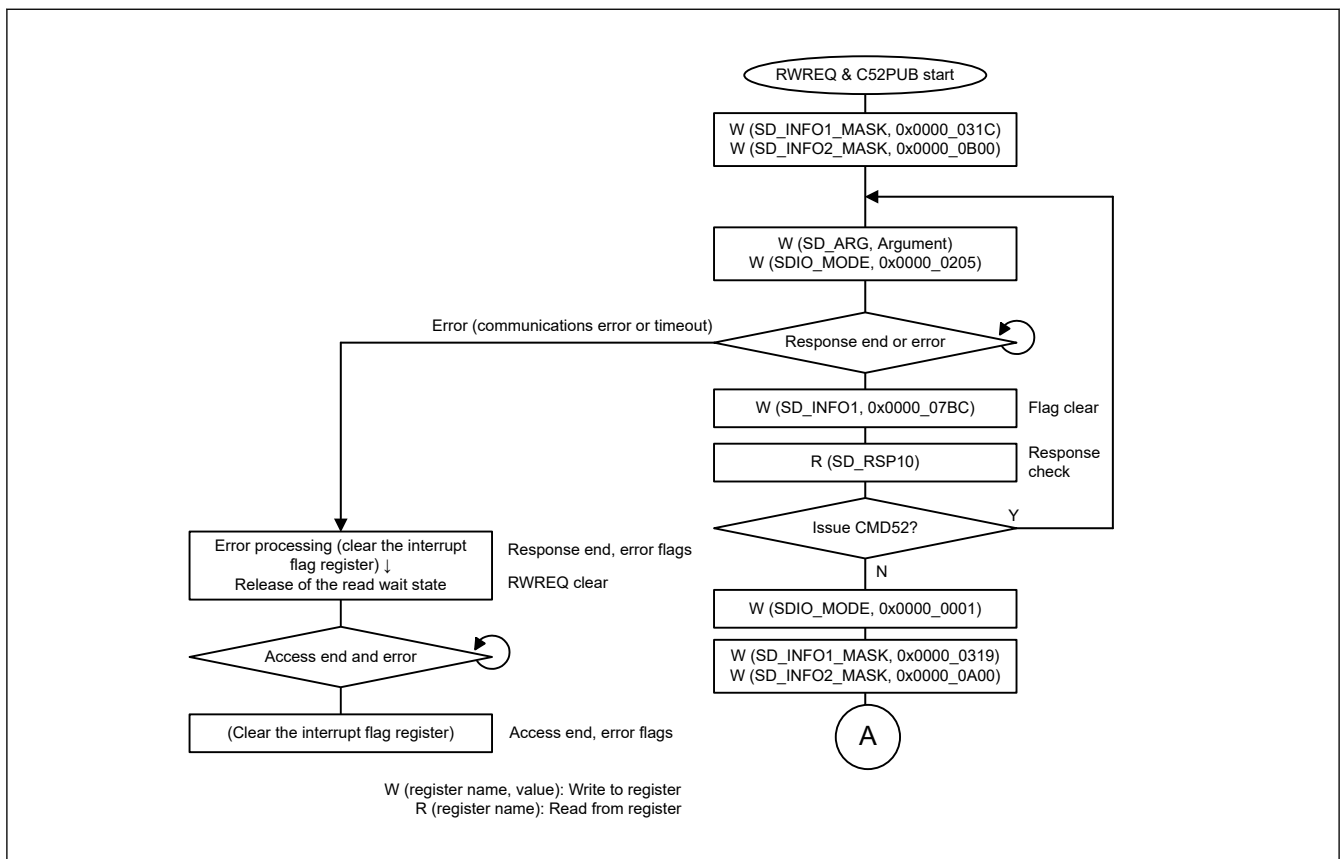 RWREQ & C52PUB start
W (SD_INFO1_MASK, 0x0000_031C)
W (SD_INFO2_MASK, 0x0000_0B00)
W (SD_ARG, Argument)
W (SDIO_MODE, 0x0000_0205)
Error (communications error or timeout)
Response end or error
W (SD_INFO1, 0x0000_07BC)
Flag clear
R (SD_RSP10)
Response
check
Issue CMD52?
Y
N
Error processing (clear the interrupt
flag register) ↓
Release of the read wait state
Response end, error flags
RWREQ clear
W (SDIO_MODE, 0x0000_0001)
Access end and error
W (SD_INFO1_MASK, 0x0000_0319)
W (SD_INFO2_MASK, 0x0000_0A00)
(Clear the interrupt flag register)
Access end, error flags
A
W (register name, value): Write to register
R (register name): Read from register